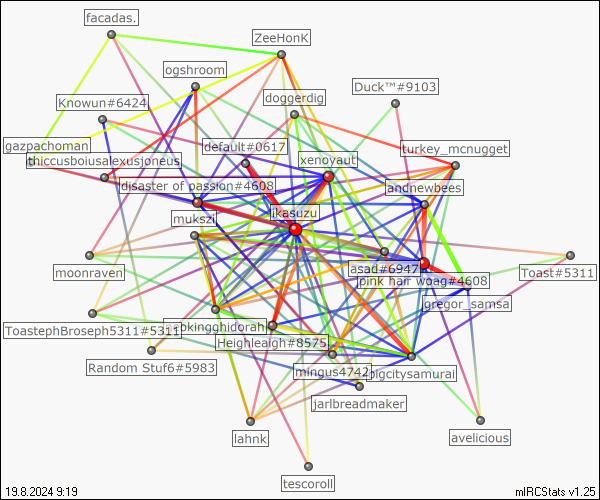 facadas.
ZeeHonK
ogshroom
Duck™#9103
doggerdig
Knowun#6424
gazpachoman
default#0617
turkey_mcnugget
thiccusboiusalexusjoneus
xenoyaut
disaster of passion#4608
andnewbees
mukszi
likasuzu
moonraven
asad#6947
Toast#5311
pink hair woag#4608
gregor_samsa
ToastephBroseph5311#5311
cokingghidorah
Heighleaigh#8575
Random Stuf6#5983
mingus4742
bigcitysamurai
jarlbreadmaker
lahnk
avelicious
tescoroll
19.8.2024 9:19
mIRCStats v1.25